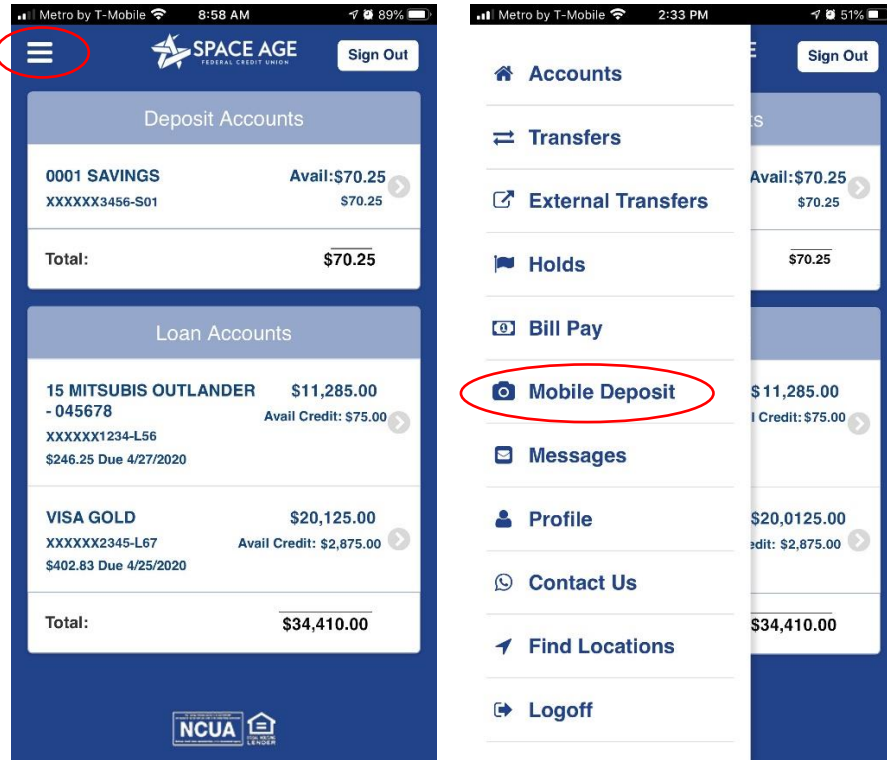 Metro by T-Mobile 8:58 AM 89%
SPACE AGE
FEDERAL CREDIT UNION
Sign Out
Deposit Accounts
0001 SAVINGS Avail:$70.25
XXXXXX3456-S01 $70.25
Total: $70.25
Loan Accounts
15 MITSUBIS OUTLANDER $11,285.00
- 045678 Avail Credit: $75.00
XXXXXX1234-L56
$246.25 Due 4/27/2020
VISA GOLD $20,125.00
XXXXXX2345-L67 Avail Credit: $2,875.00
$402.83 Due 4/25/2020
Total: $34,410.00
NCUA
LENDER
Metro by T-Mobile 2:33 PM 51%
Accounts
Transfers
External Transfers
Holds
Bill Pay
Mobile Deposit
Messages
Profile
Contact Us
Find Locations
Logoff
E
Sign Out
ts
Avail:$70.25
$70.25
$70.25
$11,285.00
l Credit: $75.00
$20,0125.00
edit: $2,875.00
$34,410.00